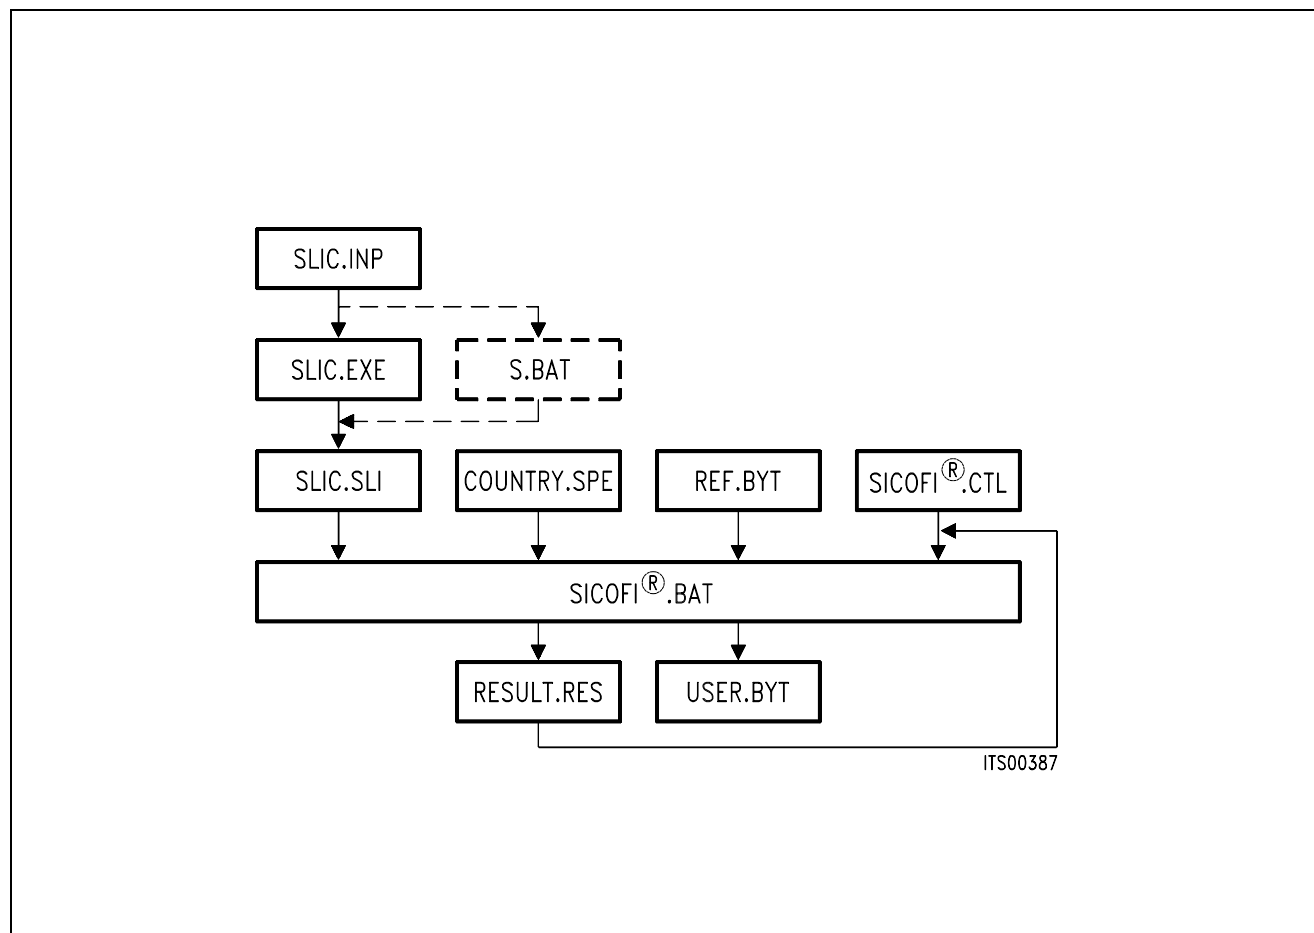 SLIC.INP
SLIC.EXE
S.BAT
SLIC.SLI
COUNTRY.SPE
REF.BYT
SICOFI®.CTL
SICOFI®.BAT
RESULT.RES
USER.BYT
ITS00387